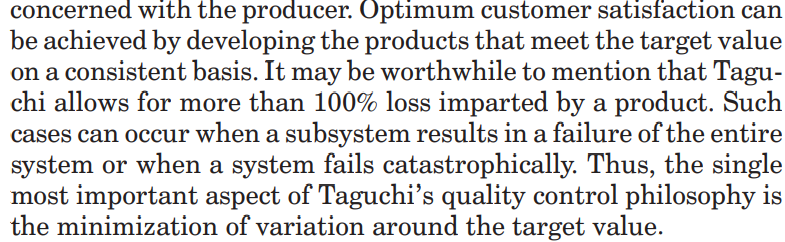 concerned with the producer. Optimum customer satisfaction can
be achieved by developing the products that meet the target value
on a consistent basis. It may be worthwhile to mention that Tagu-
chi allows for more than 100% loss imparted by a product. Such
cases can occur when a subsystem results in a failure of the entire
system or when a system fails catastrophically. Thus, the single
most important aspect of Taguchi’s quality control philosophy is
the minimization of variation around the target value.